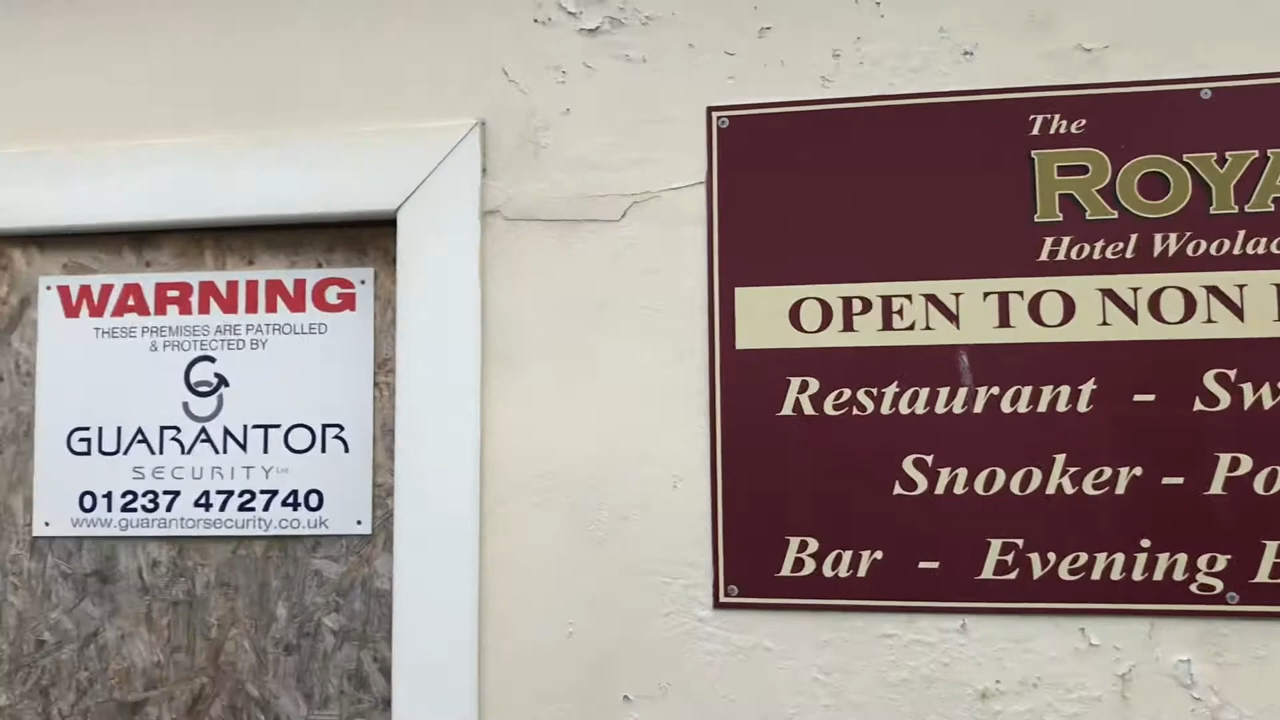 WARNING
THESE PREMISES ARE PATROLLED
& PROTECTED BY
GUARANTOR
SECURITY Ltd
01237 472740
www.guarantorsecurity.co.uk
The
ROYA
Hotel Woolac
OPEN TO NON
Restaurant - Sw
Snooker - Po
Bar - Evening E